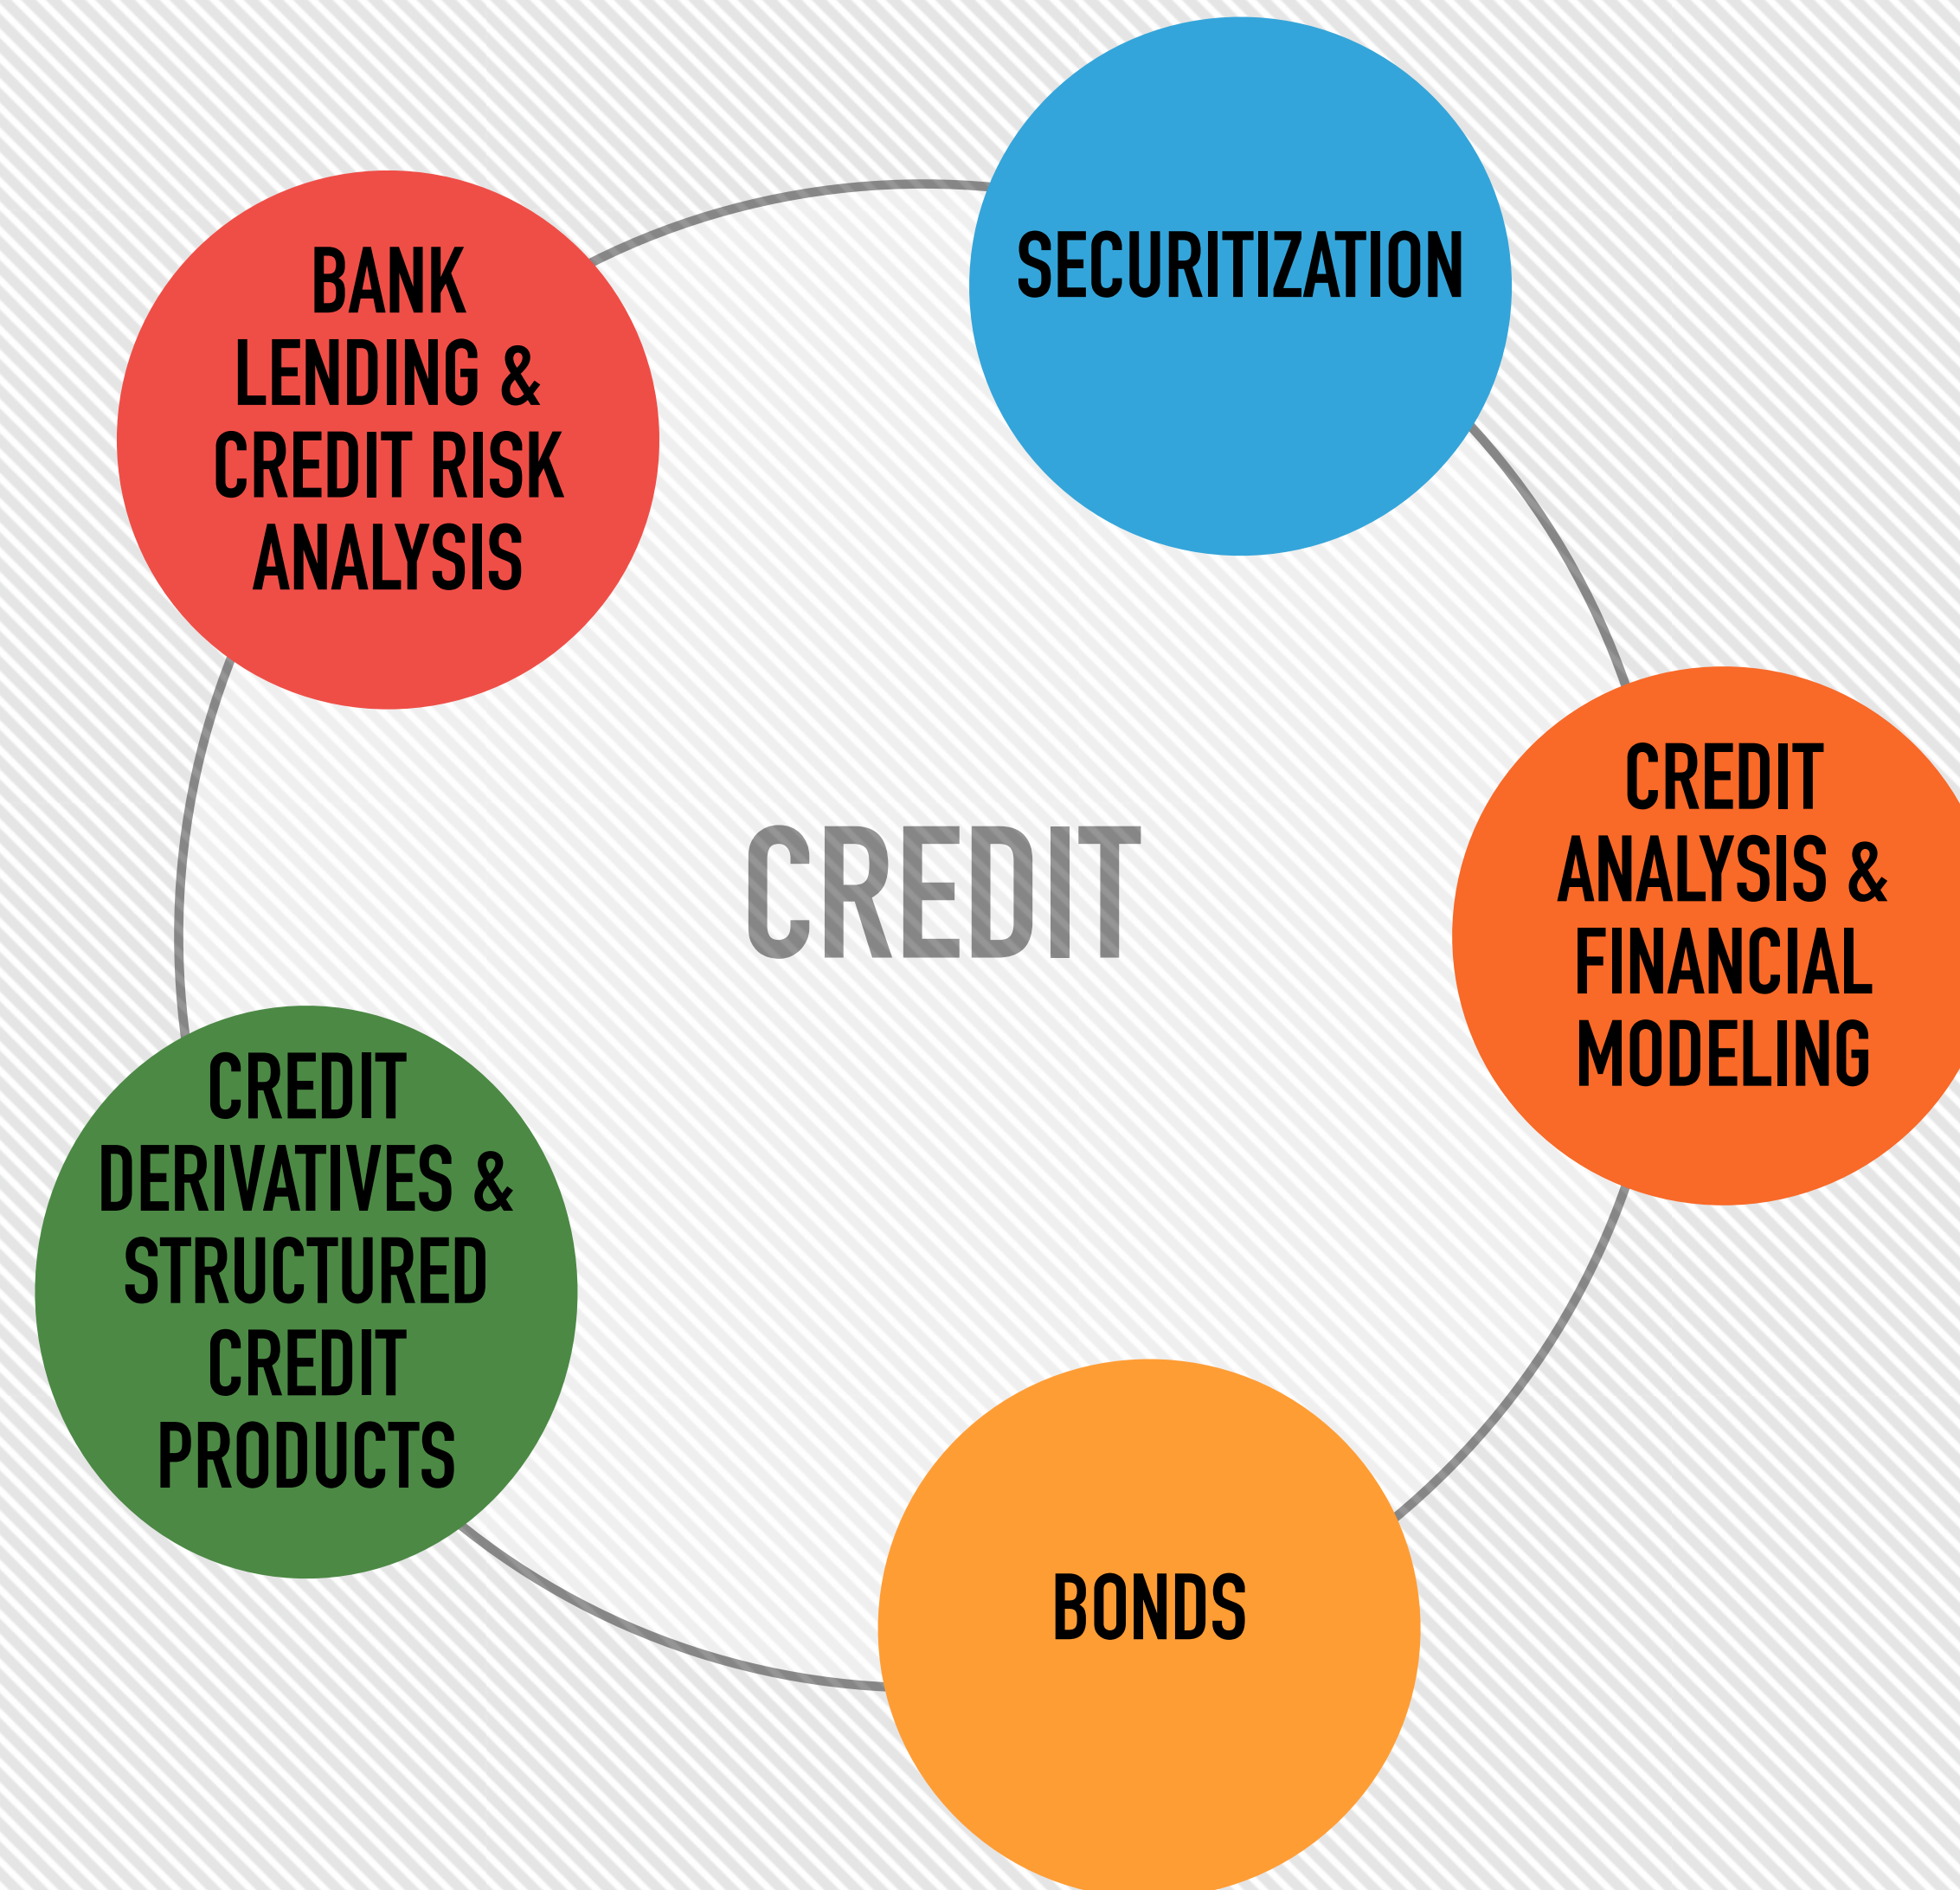 SECURITIZATION
BANK
LENDING &
CREDIT RISK
ANALYSIS
CREDIT
ANALYSIS &
FINANCIAL
MODELING
CREDIT
CREDIT
DERIVATIVES &
STRUCTURED
CREDIT
PRODUCTS
BONDS